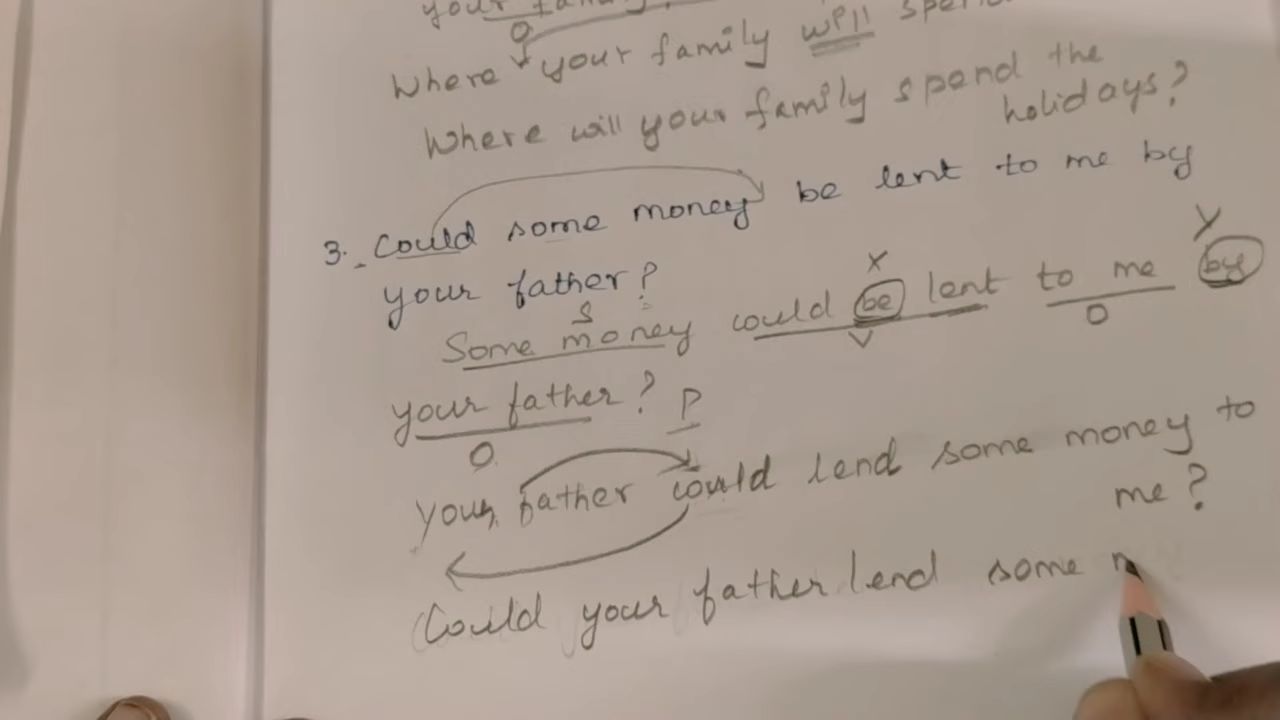 your
Where your family will
Where will your family spend the
holidays?
3. Could some money be lent to me by
your father?
S X Y
Some money could be lent to me by
V O
your father? P
O
Your father could lend some money to
me?
Could your father lend some